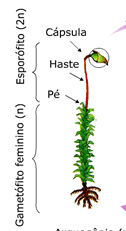 Cápsula
Esporófito (2n)
Haste
Pé
Gametófito feminino (n)